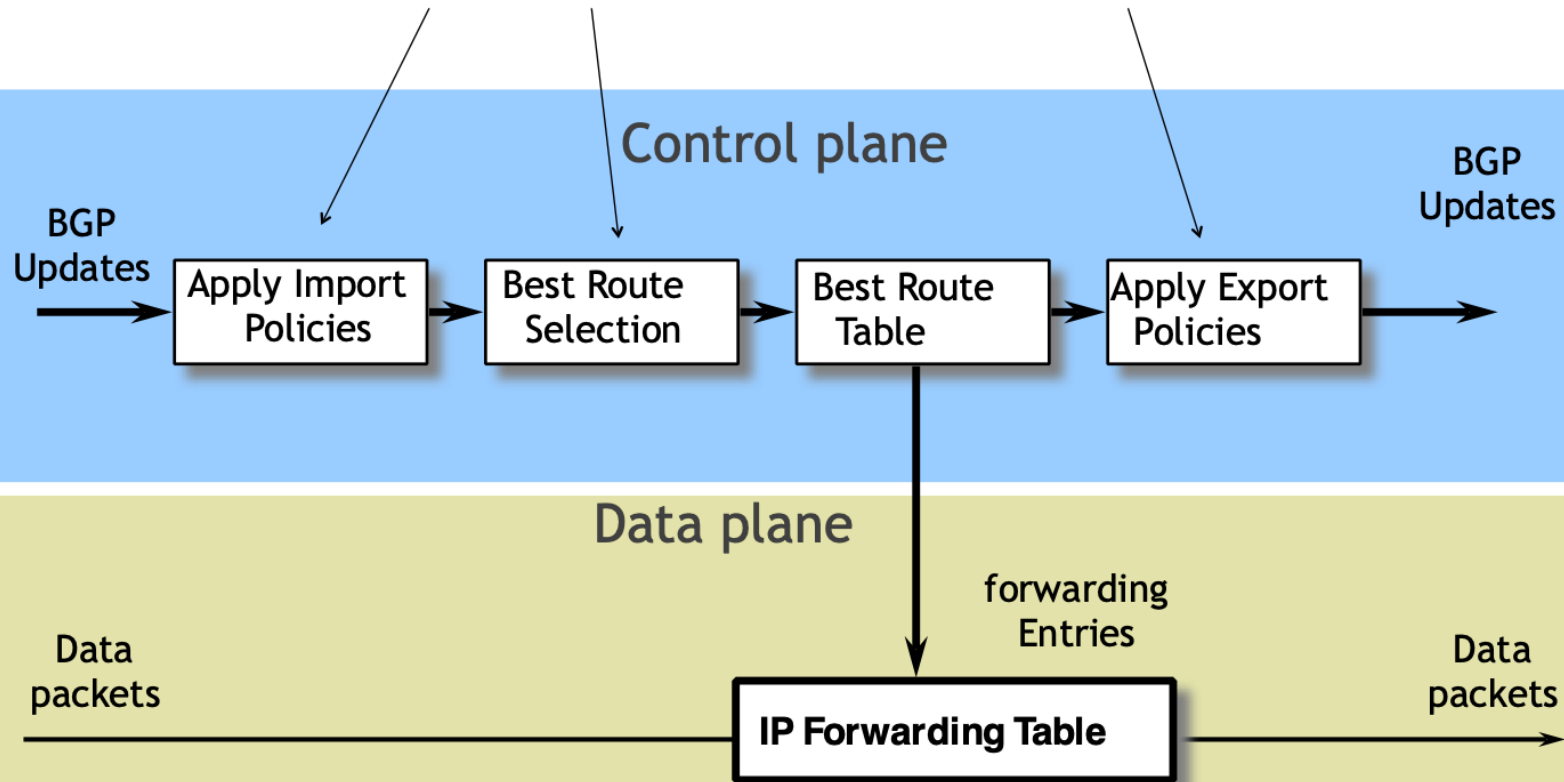 Control plane
BGP
Updates
BGP
Updates
Apply Import
Policies
Best Route
Selection
Best Route
Table
Apply Export
Policies
Data plane
forwarding
Entries
Data
packets
Data
packets
IP Forwarding Table